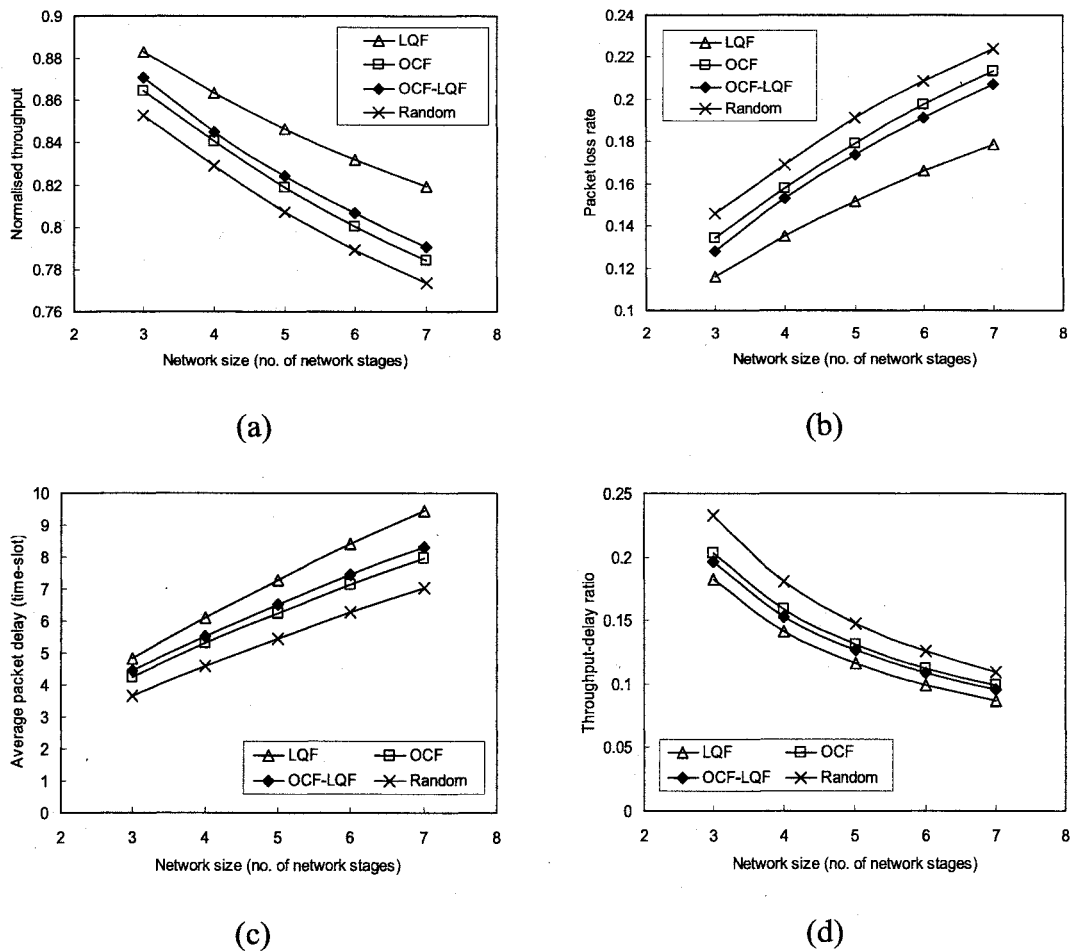 0.9
0.88
0.86
0.84
0.82
0.8
0.78
0.76
Normalised throughput
LQF
OCF
OCF-LQF
Random
2 3 4 5 6 7 8
Network size (no. of network stages)
(a)
0.24
0.22
0.2
0.18
0.16
0.14
0.12
0.1
Packet loss rate
LQF
OCF
OCF-LQF
Random
2 3 4 5 6 7 8
Network size (no. of network stages)
(b)
10
9
8
7
6
5
4
3
2
1
0
Average packet delay (time-slot)
LQF OCF
OCF-LQF Random
2 3 4 5 6 7 8
Network size (no. of network stages)
(c)
0.25
0.2
0.15
0.1
0.05
0
Throughput-delay ratio
LQF OCF
OCF-LQF Random
2 3 4 5 6 7 8
Network size (no. of network stages)
(d)